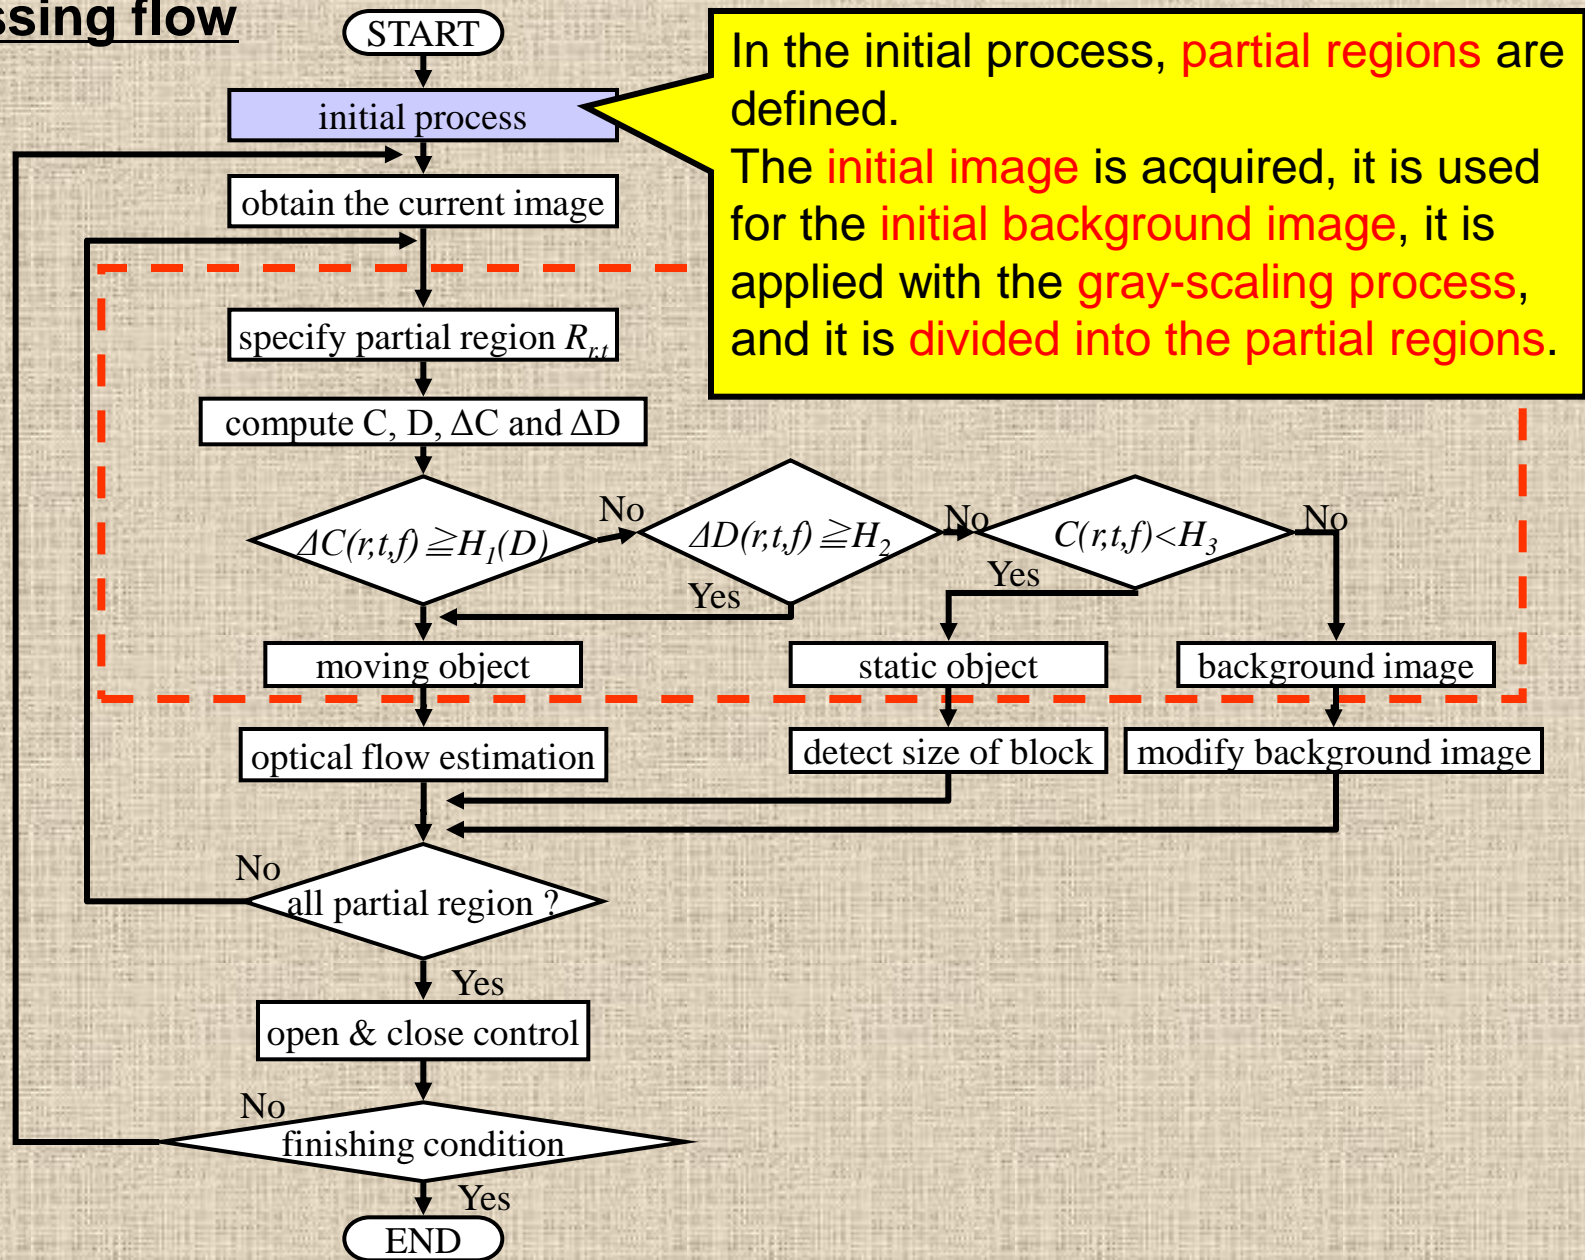 ssing flow
START
In the initial process, partial regions are
defined.
The initial image is acquired, it is used
for the initial background image, it is
applied with the gray-scaling process,
and it is divided into the partial regions.
initial process
obtain the current image
specify partial region R_{r.t}
compute C, D, ΔC and ΔD
ΔC(r,t,f) ≧H_1(D)
No
ΔD(r,t,f) ≧H_2
No
C(r,t,f)<H_3
No
Yes
Yes
moving object
static object
background image
optical flow estimation
detect size of block
modify background image
No
all partial region ?
Yes
open & close control
No
finishing condition
Yes
END